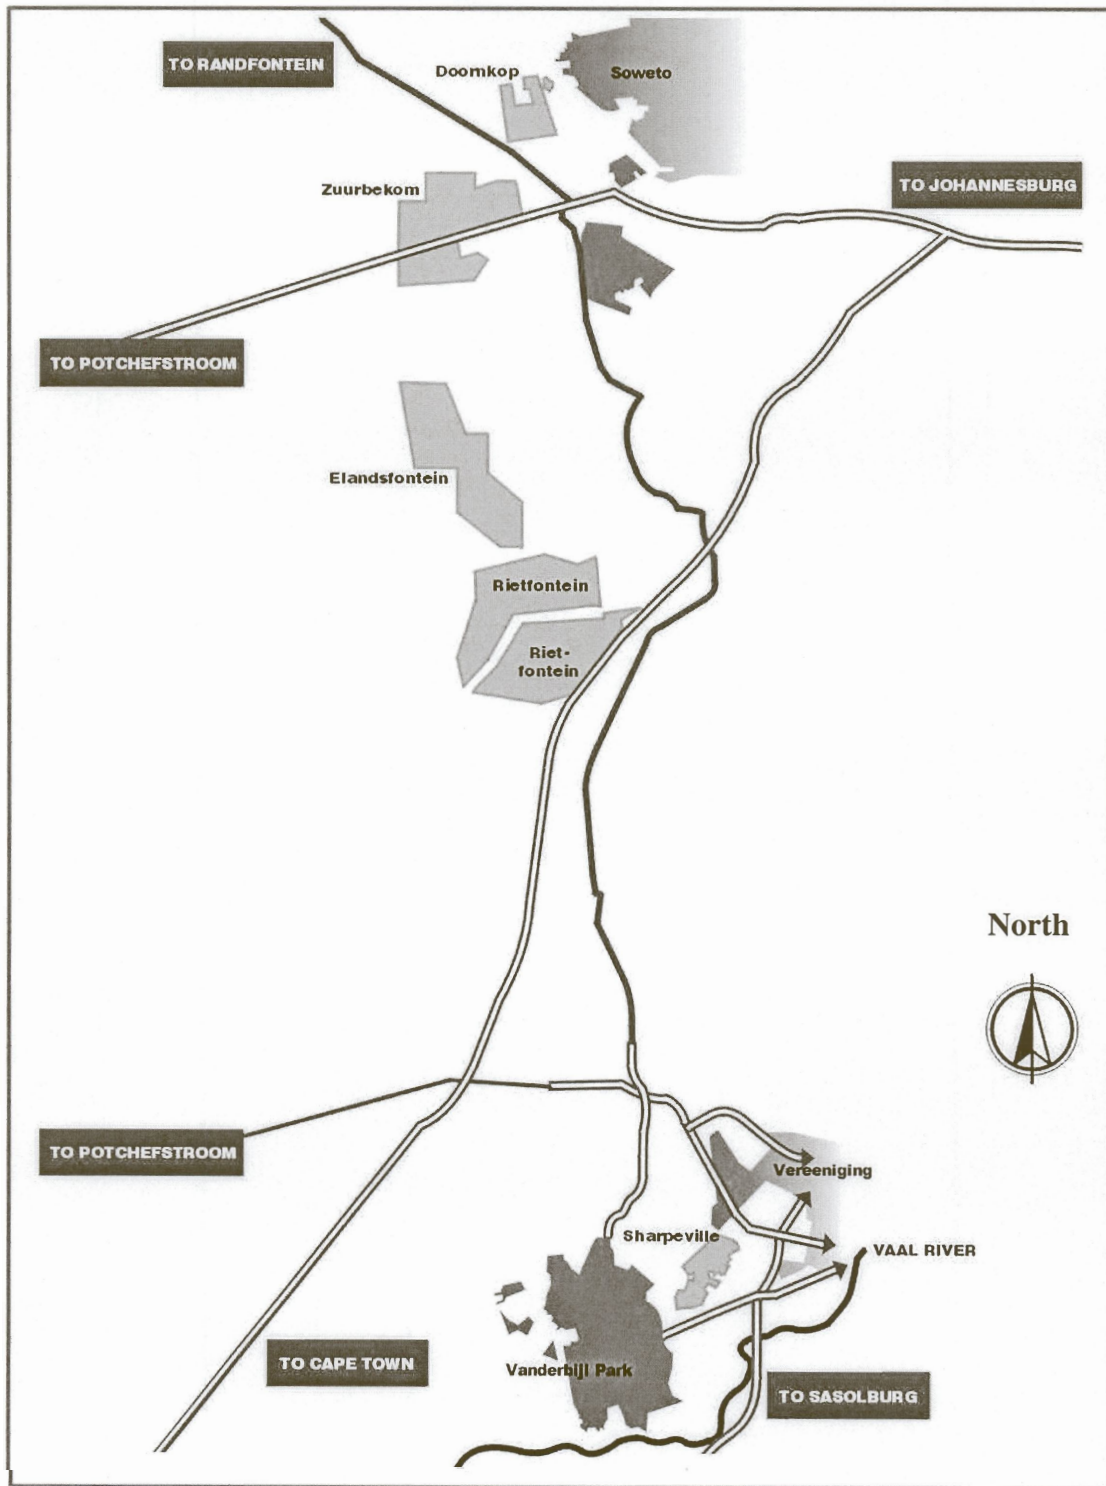 TO RANDFONTEIN
Doornkop
Soweto
Zuurbekom
TO JOHANNESBURG
TO POTCHEFSTROOM
Elandsfontein
Rietfontein
Riet-
fontein
North
TO POTCHEFSTROOM
Vereeniging
Sharpeville
VAAL RIVER
TO CAPE TOWN
Vanderbijl Park
TO SASOLBURG